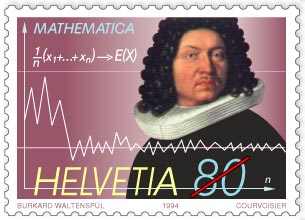 MATHEMATICA
1/n (x₁+...+xₙ) → E(X)
HELVETIA 80 n
BURKARD WALTENSPÜL 1994 COURVOISIER